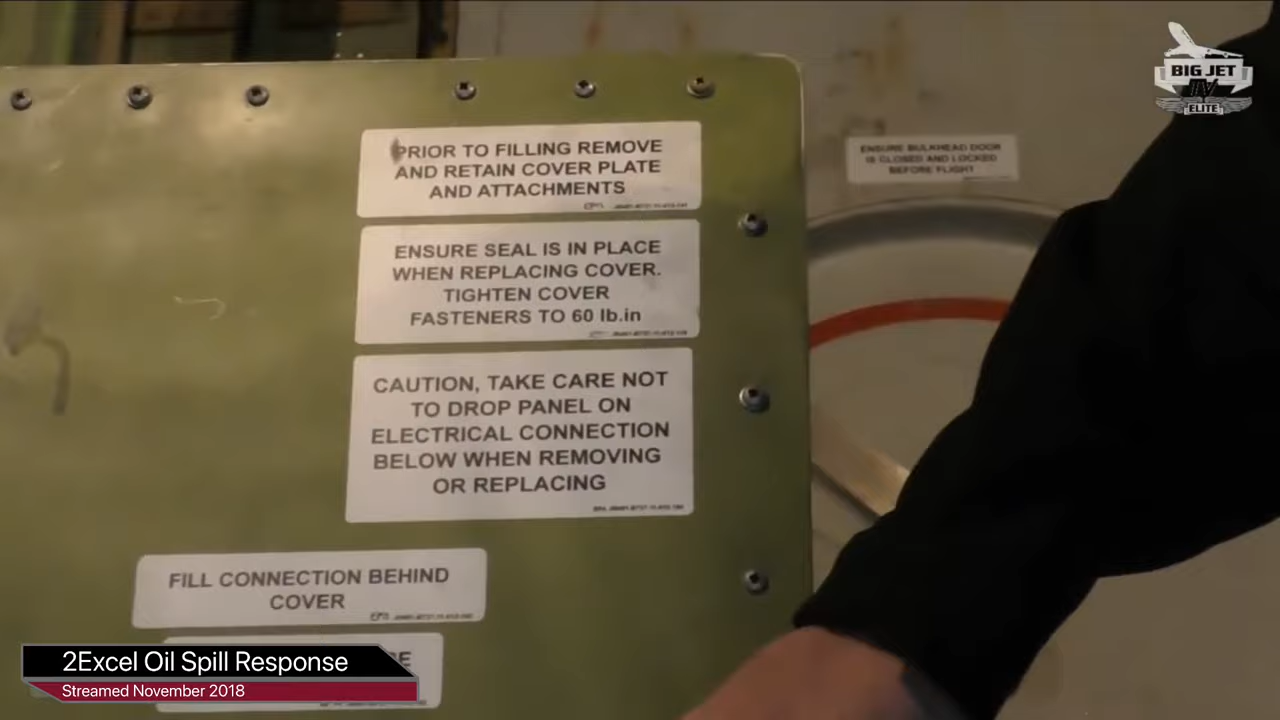 BIG JET
TV
ELITE
PRIOR TO FILLING REMOVE
AND RETAIN COVER PLATE
AND ATTACHMENTS
ENSURE BULKHEAD DOOR
IS CLOSED AND LOCKED
BEFORE FLIGHT
ENSURE SEAL IS IN PLACE
WHEN REPLACING COVER.
TIGHTEN COVER
FASTENERS TO 60 lb.in
CAUTION, TAKE CARE NOT
TO DROP PANEL ON
ELECTRICAL CONNECTION
BELOW WHEN REMOVING
OR REPLACING
FILL CONNECTION BEHIND
COVER
2Excel Oil Spill Response
Streamed November 2018